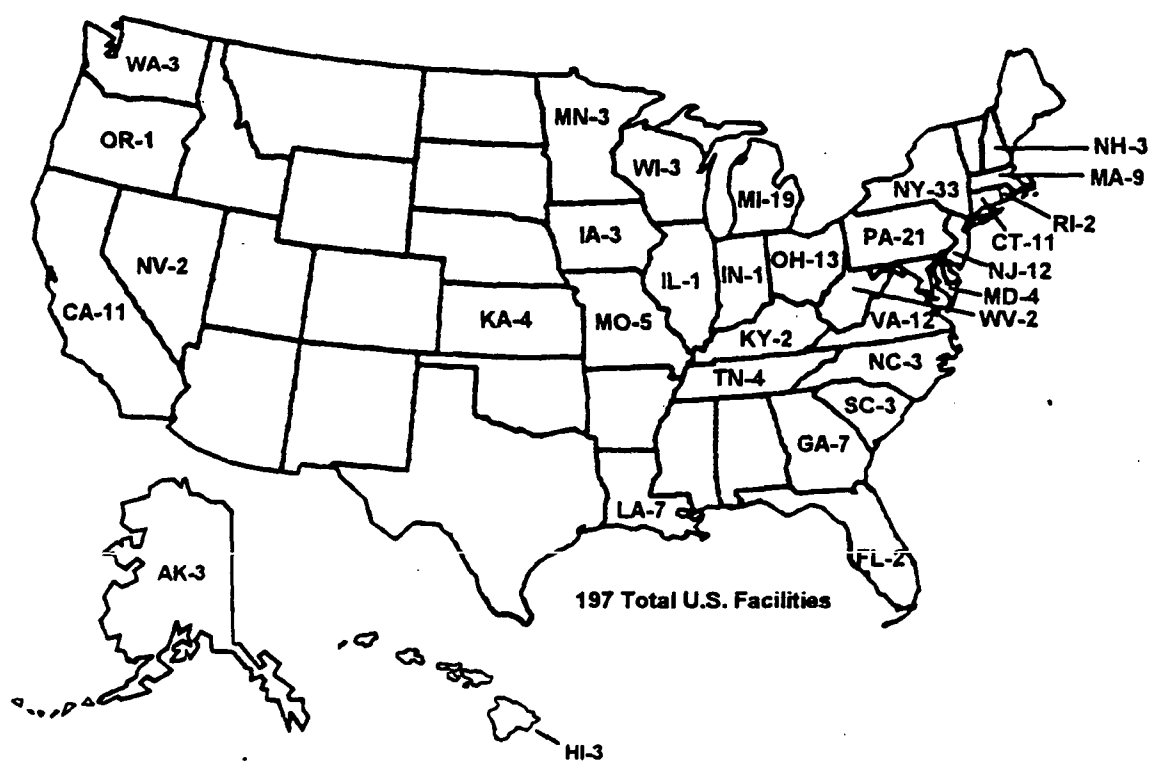 WA-3
OR-1
MN-3
WI-3
NH-3
MA-9
MI-19
NY-33
RI-2
IA-3
PA-21
CT-11
NV-2
IL-1
IN-1
OH-13
NJ-12
MD-4
CA-11
KA-4
MO-5
VA-12
WV-2
KY-2
NC-3
TN-4
SC-3
GA-7
LA-7
FL-2
AK-3
197 Total U.S. Facilities
HI-3